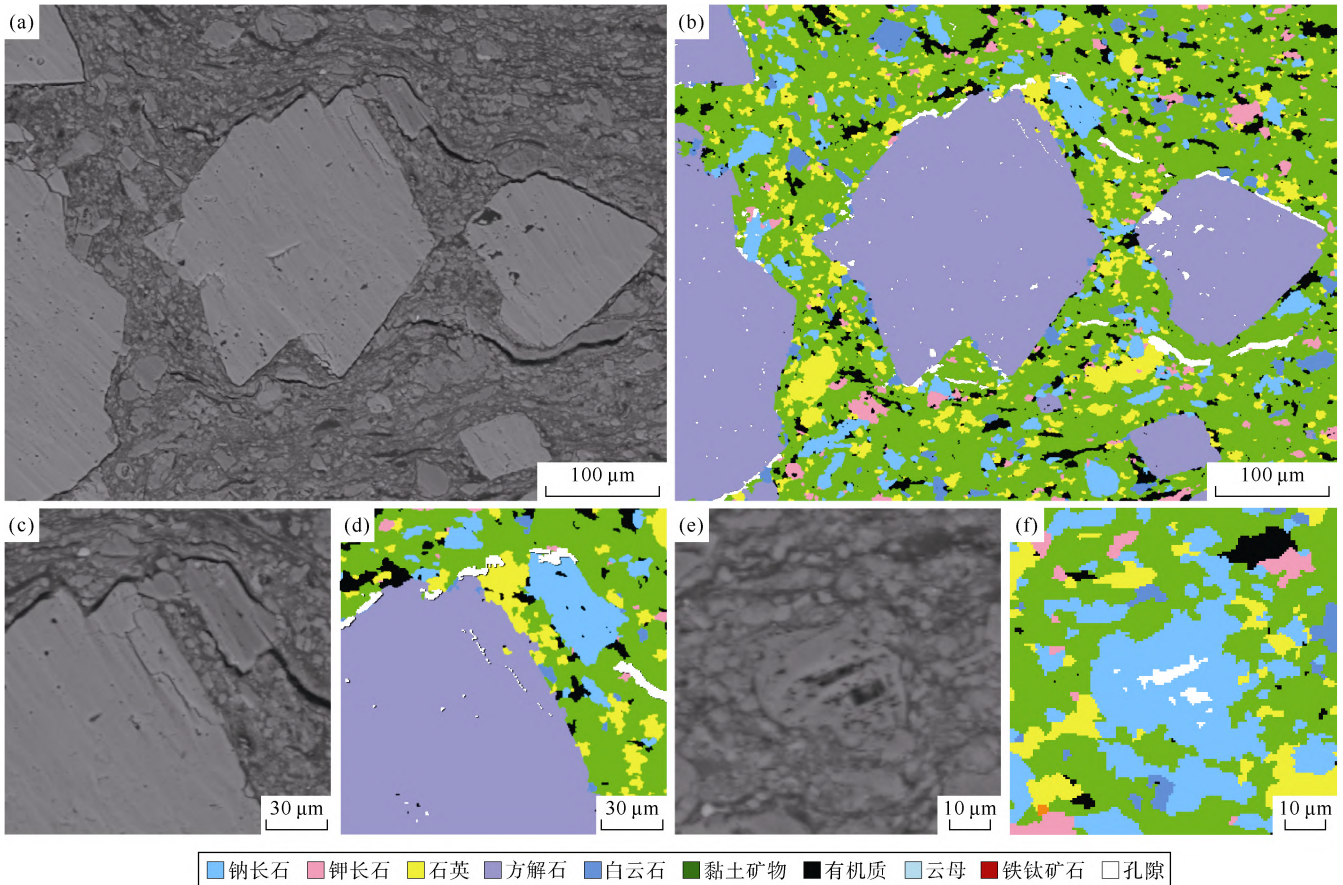 (a)
(b)
100 μm
100 μm
(c)
(d)
(e)
(f)
30 μm
30 μm
10 μm
10 μm
钠长石 钾长石 石英 方解石 白云石 黏土矿物 有机质 云母 铁钛矿石 孔隙